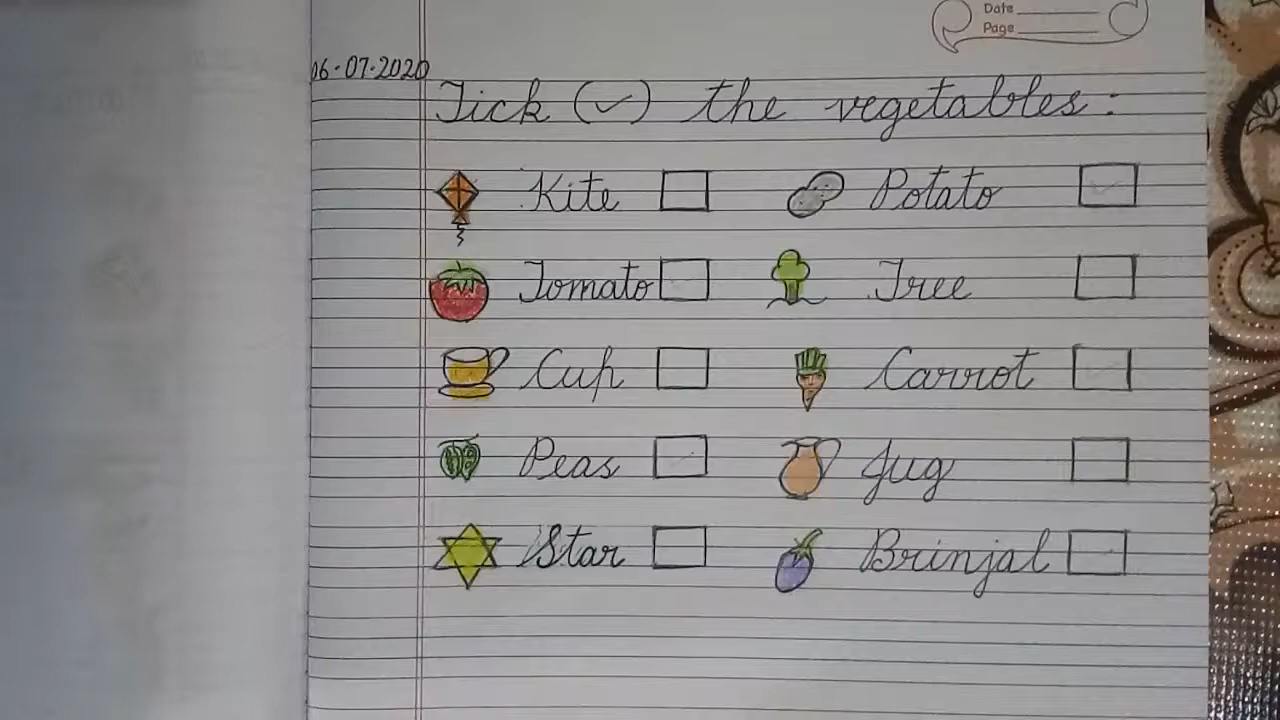 Date
Page
06-07-2020
Tick (✓) the vegetables:
Kite Potato
Tomato Tree
Cup Carrot
Peas Jug
Star Brinjal